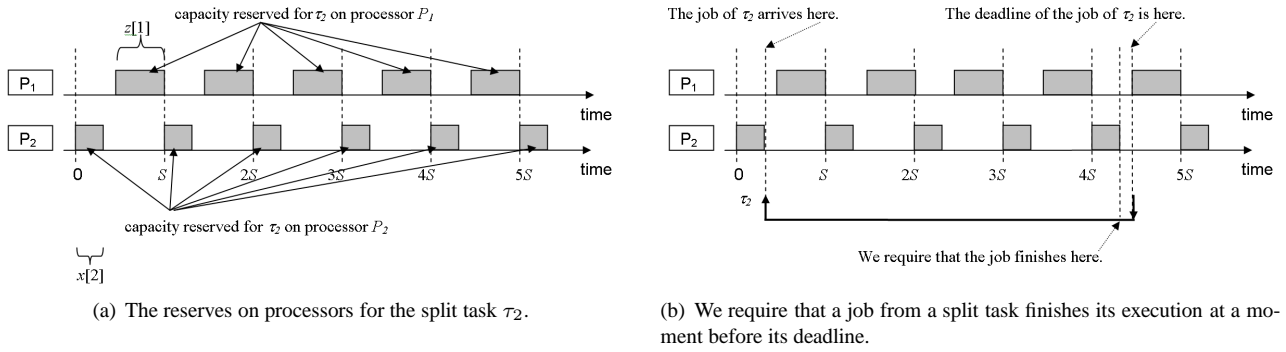 capacity reserved for τ2 on processor P1
z[1]
P1
time
P2
time
0 S 2S 3S 4S 5S
capacity reserved for τ2 on processor P2
x[2]
(a) The reserves on processors for the split task τ2.
The job of τ2 arrives here.
The deadline of the job of τ2 is here.
P1
time
P2
time
0 S 2S 3S 4S 5S
τ2
We require that the job finishes here.
(b) We require that a job from a split task finishes its execution at a mo-
ment before its deadline.